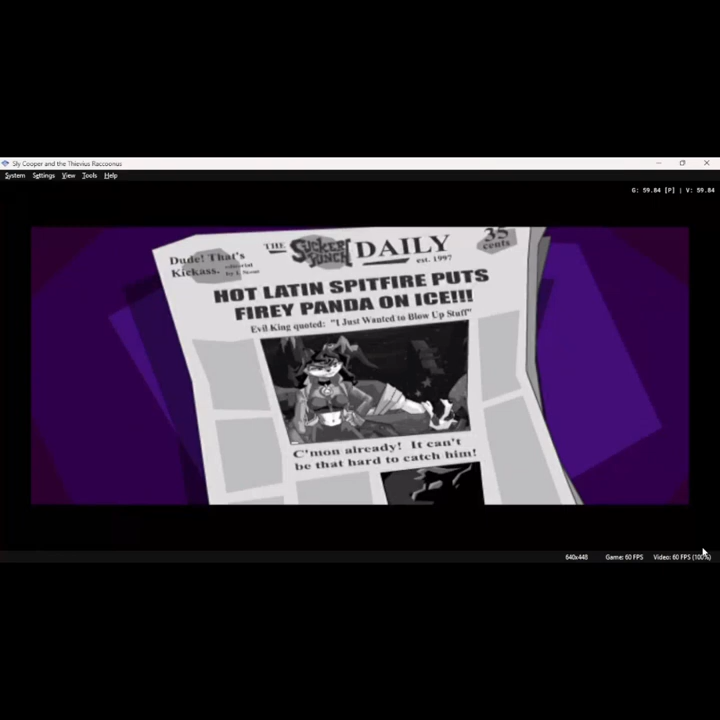 Sly Cooper and the Thievius Raccoonus
System Settings View Tools Help
G: 59.84 [P] | V: 59.84
THE SUCKER PUNCH DAILY
est. 1997
35 cents
Dude! That's
Kickass.
editorial
HOT LATIN SPITFIRE PUTS
FIREY PANDA ON ICE!!!
Evil King quoted: "I Just Wanted to Blow Up Stuff"
C'mon already! It can't
be that hard to catch him!
640x448 Game: 60 FPS Video: 60 FPS (100%)